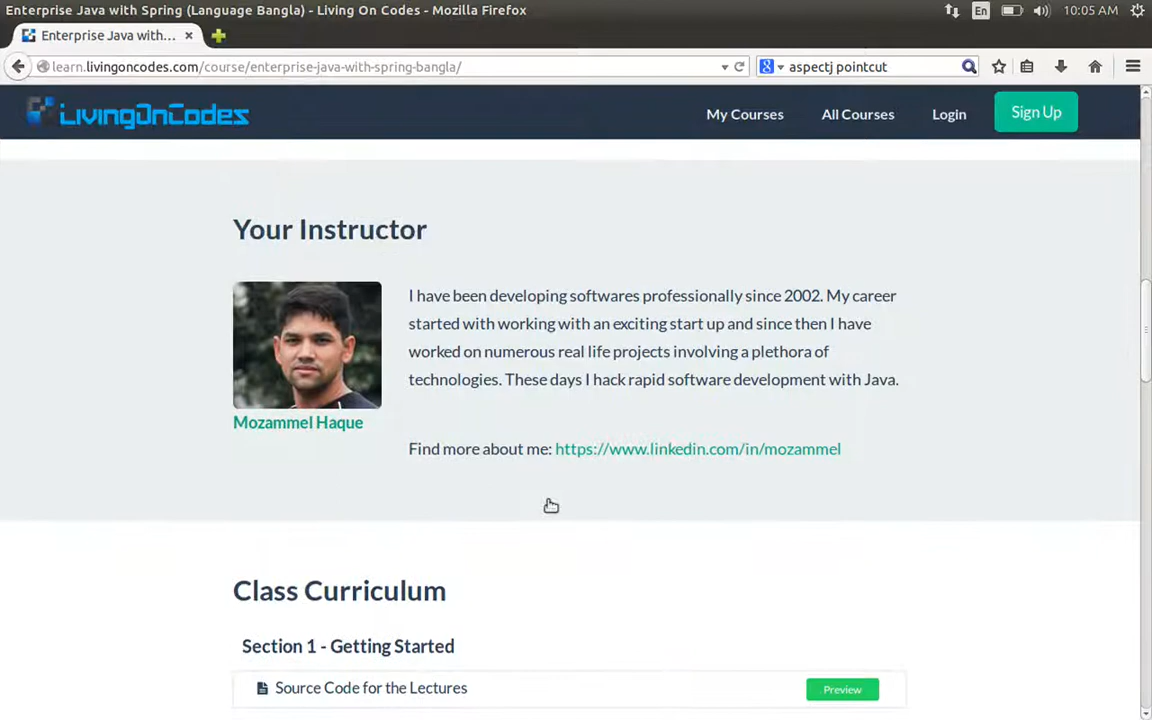 Enterprise Java with Spring (Language Bangla) - Living On Codes - Mozilla Firefox
En
10:05 AM
Enterprise Java with...
learn.livingoncodes.com/course/enterprise-java-with-spring-bangla/
aspectj pointcut
LivingOnCodes
My Courses
All Courses
Login
Sign Up
Your Instructor
I have been developing softwares professionally since 2002. My career
started with working with an exciting start up and since then I have
worked on numerous real life projects involving a plethora of
technologies. These days I hack rapid software development with Java.
Mozammel Haque
Find more about me: https://www.linkedin.com/in/mozammel
Class Curriculum
Section 1 - Getting Started
Source Code for the Lectures
Preview